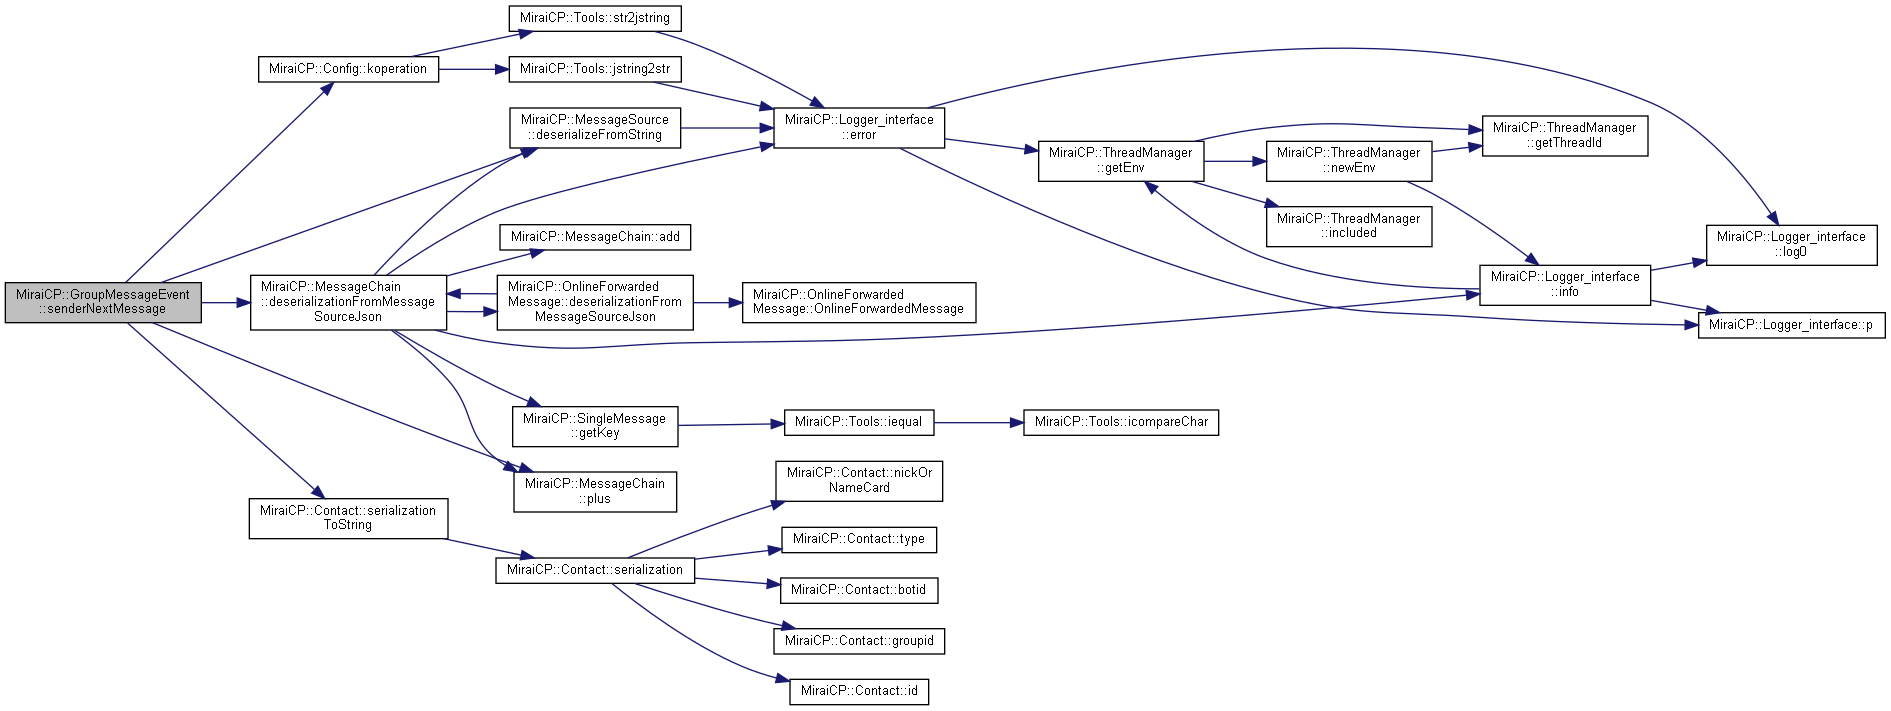 MiraiCP::GroupMessageEvent
::senderNextMessage
MiraiCP::Config::koperation
MiraiCP::Tools::str2jstring
MiraiCP::Tools::jstring2str
MiraiCP::MessageSource
::deserializeFromString
MiraiCP::MessageChain
::deserializationFromMessage
SourceJson
MiraiCP::MessageChain::add
MiraiCP::OnlineForwarded
Message::deserializationFrom
MessageSourceJson
MiraiCP::OnlineForwarded
Message::OnlineForwardedMessage
MiraiCP::SingleMessage
::getKey
MiraiCP::MessageChain
::plus
MiraiCP::Contact::serialization
ToString
MiraiCP::Contact::serialization
MiraiCP::Logger_interface
::error
MiraiCP::ThreadManager
::getEnv
MiraiCP::ThreadManager
::newEnv
MiraiCP::ThreadManager
::included
MiraiCP::ThreadManager
::getThreadId
MiraiCP::Logger_interface
::info
MiraiCP::Logger_interface
::log0
MiraiCP::Logger_interface::p
MiraiCP::Tools::iequal
MiraiCP::Tools::icompareChar
MiraiCP::Contact::nickOr
NameCard
MiraiCP::Contact::type
MiraiCP::Contact::botid
MiraiCP::Contact::groupid
MiraiCP::Contact::id